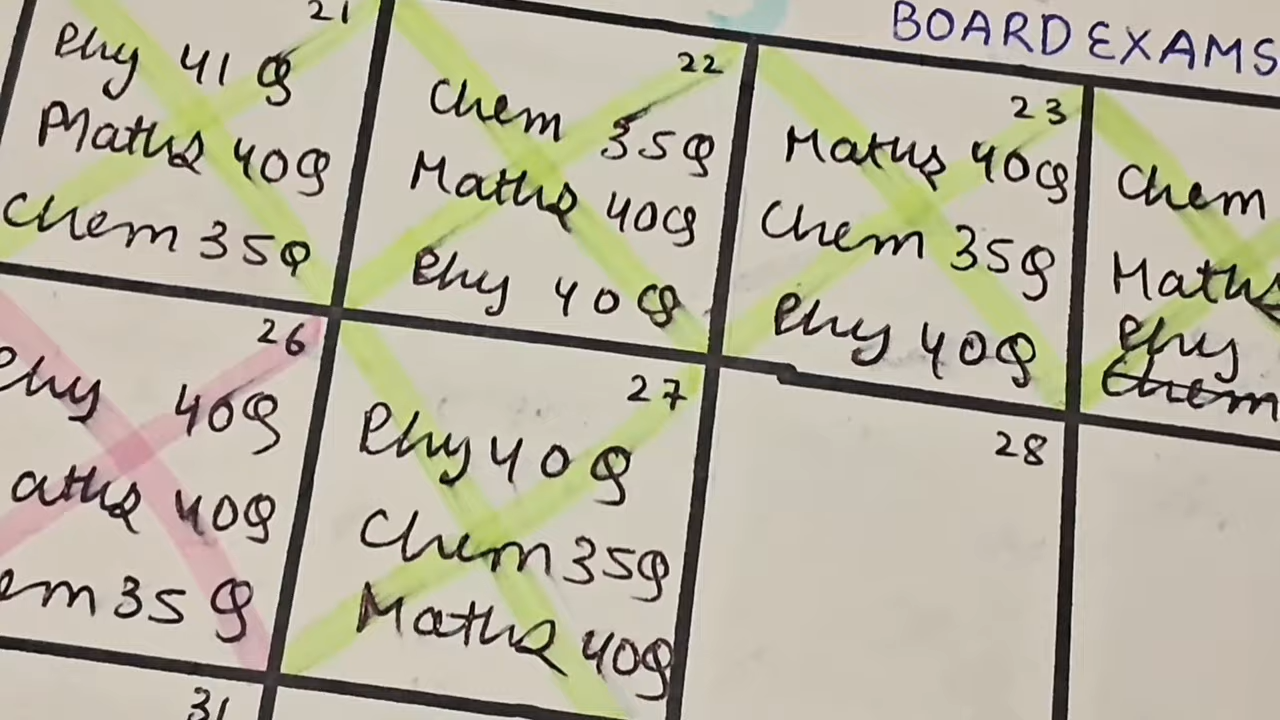 BOARD EXAMS
21
Phy 41 Q
Maths 40Q
Chem 35Q
22
Chem 35Q
Maths 40Q
Phy 40Q
23
Maths 40Q
Chem 35Q
Phy 40Q
Chem
Maths
Phy
Chem
26
Phy 40Q
aths 40Q
em 35 Q
27
Phy 40 Q
Chem 35Q
Maths 40Q
28
31